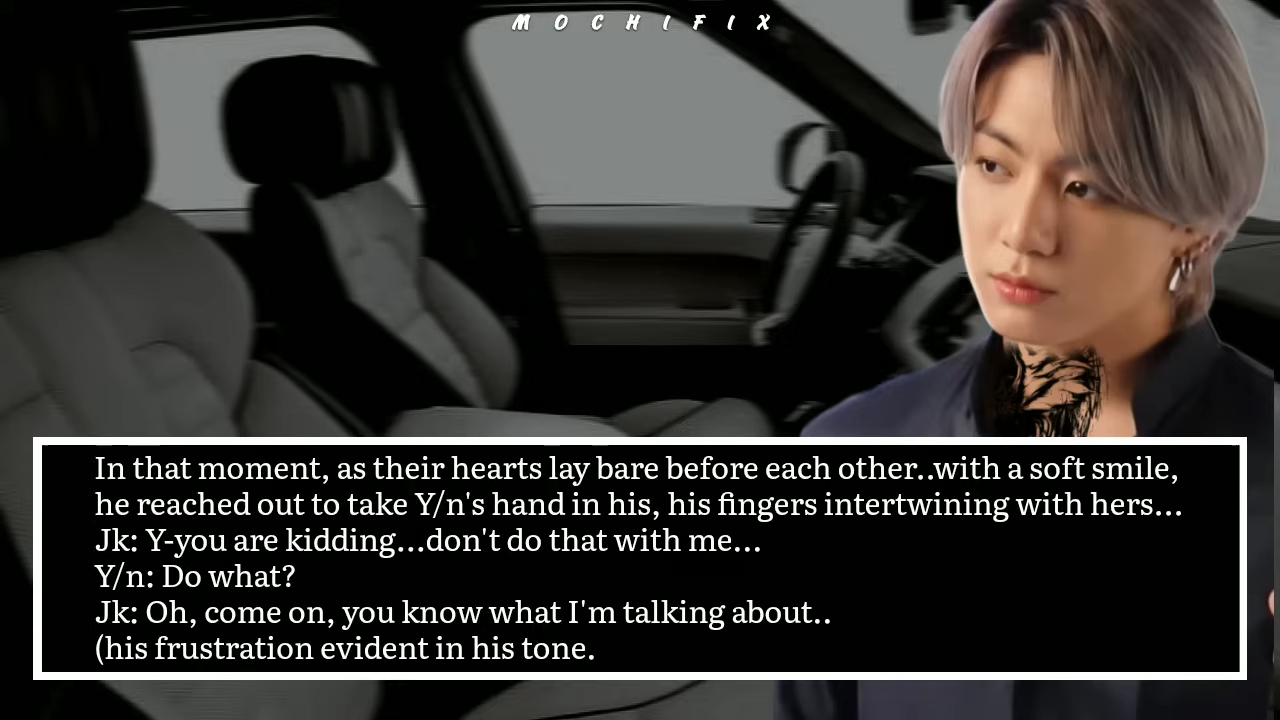 MOCHIFIX
In that moment, as their hearts lay bare before each other..with a soft smile,
he reached out to take Y/n's hand in his, his fingers intertwining with hers...
Jk: Y-you are kidding...don't do that with me...
Y/n: Do what?
Jk: Oh, come on, you know what I'm talking about..
(his frustration evident in his tone.